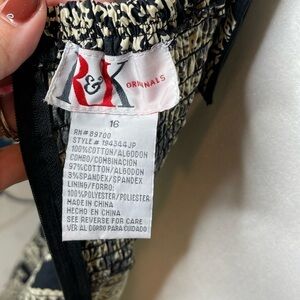 R&K
ORIGINALS
16
RN# 89700
STYLE# 194344JP
100%COTTON/ALGODON
COMBO/COMBINACION
97%COTTON/ALGODON
3%SPANDEX/SPANDEX
LINING/FORRO:
100%POLYESTER/POLIESTER
MADE IN CHINA
HECHO EN CHINA
SEE REVERSE FOR CARE
VER AL DORSO PARA CUIDADO